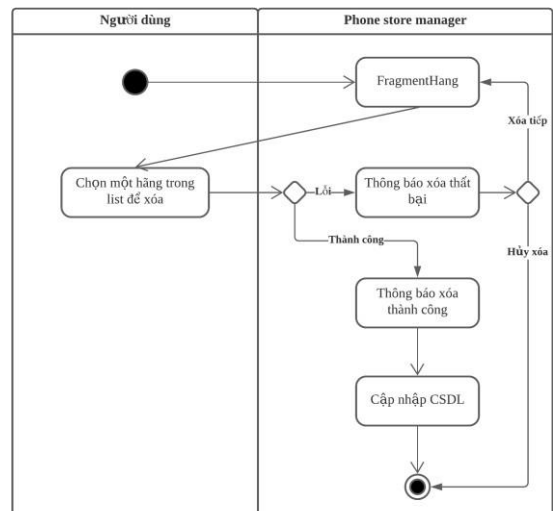 Người dùng
Phone store manager
FragmentHang
Xóa tiếp
Chọn một hãng trong
list để xóa
Lỗi
Thông báo xóa thất
bại
Thành công
Hủy xóa
Thông báo xóa
thành công
Cập nhập CSDL